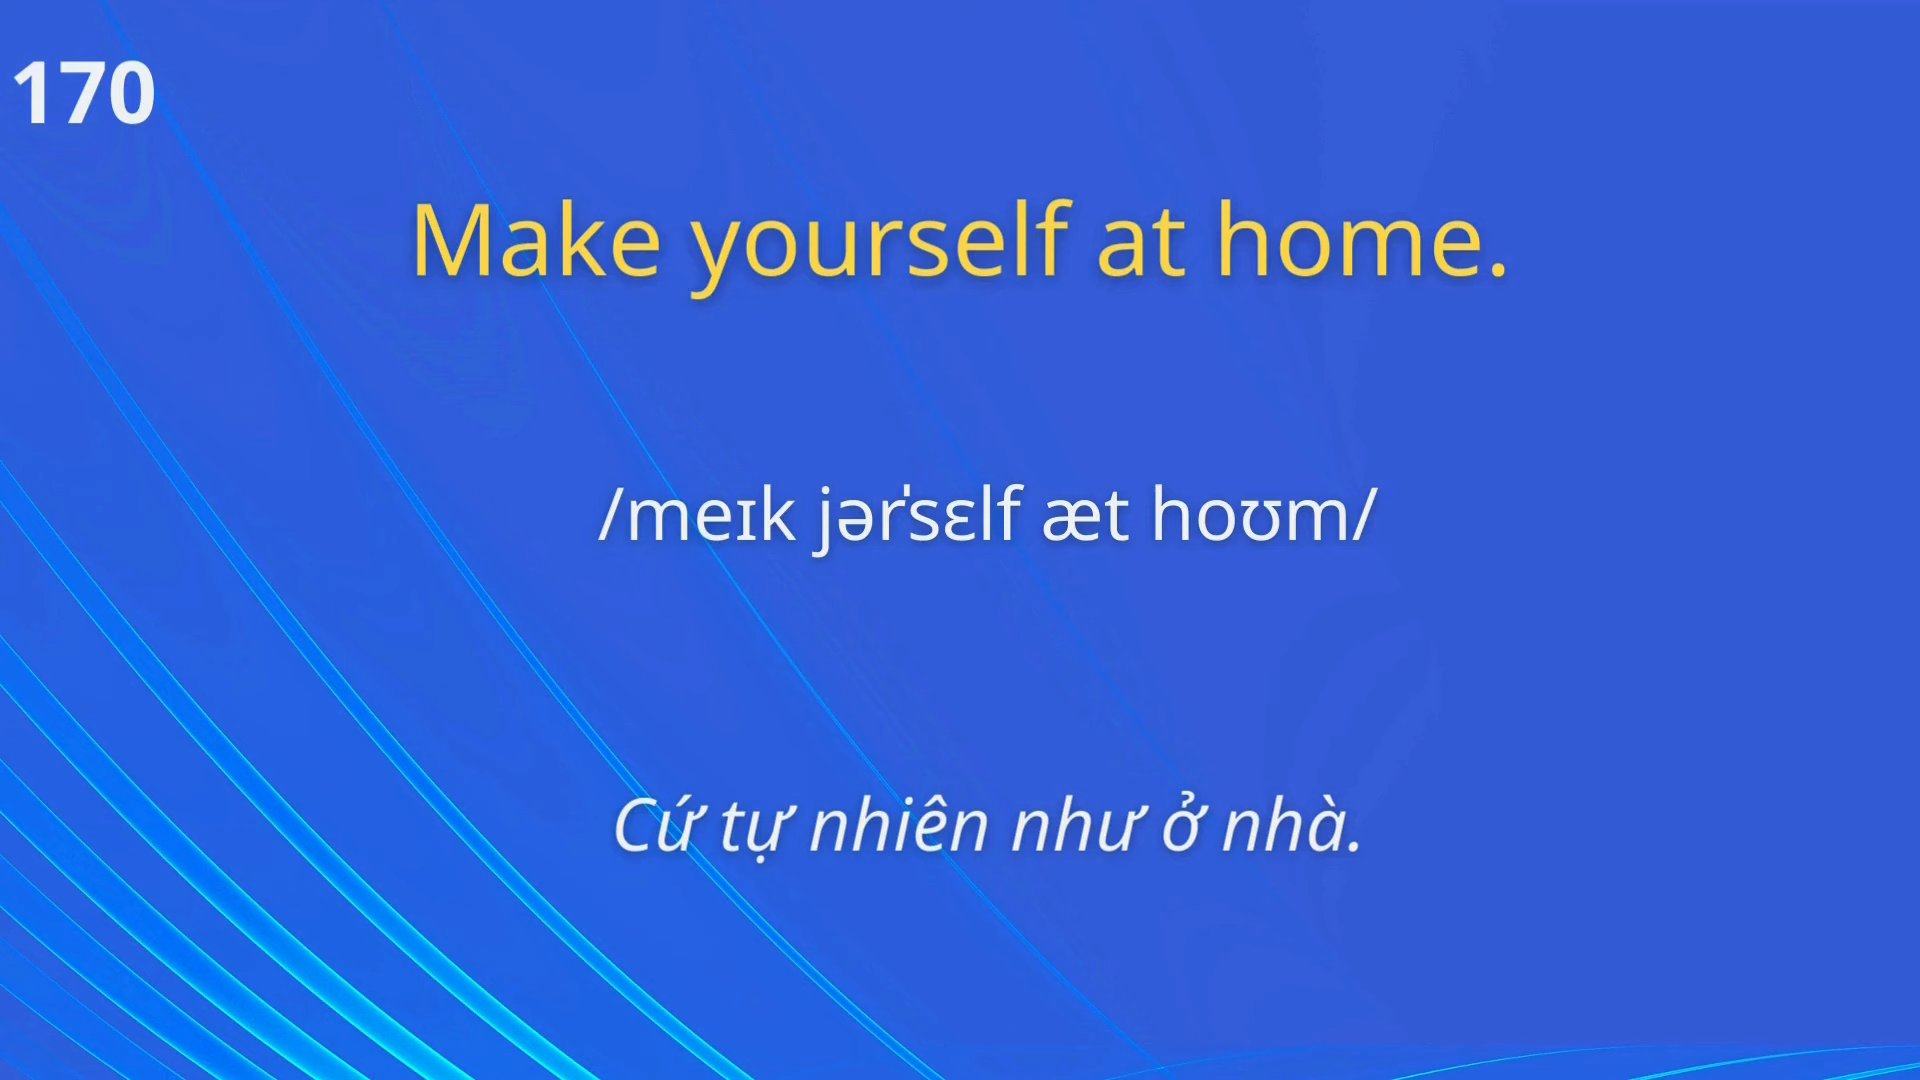 170
Make yourself at home.
/meɪk jərˈsɛlf æt hoʊm/
Cứ tự nhiên như ở nhà.